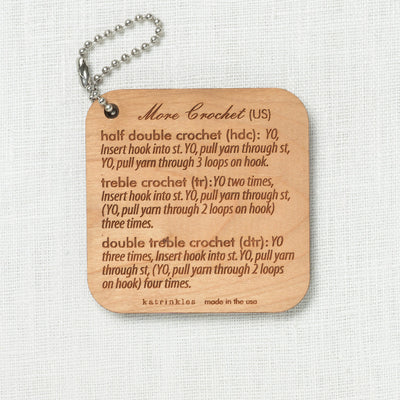 More Crochet (US)
half double crochet (hdc): YO,
Insert hook into st. YO, pull yarn through st,
YO, pull yarn through 3 loops on hook.
treble crochet (tr): YO two times,
Insert hook into st. YO, pull yarn through st,
(YO, pull yarn through 2 loops on hook)
three times.
double treble crochet (dtr): YO
three times, Insert hook into st. YO, pull yarn
through st, (YO, pull yarn through 2 loops
on hook) four times.
katrinkles made in the usa